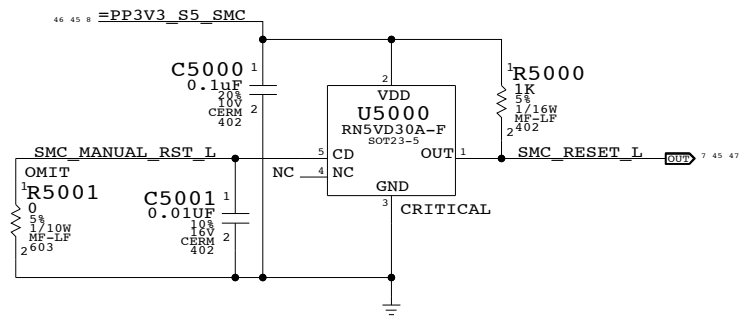 46 45 8 =PP3V3_S5_SMC
C5000 1
0.1uF
20%
10V 2
CERM
402
2
VDD
U5000
RN5VD30A-F
SOT23-5
1 R5000
1K
5%
1/16W
MF-LF
2 402
SMC_MANUAL_RST_L
5 CD
OUT 1
SMC_RESET_L
OUT 7 45 47
NC 4 NC
OMIT
1 R5001
0
5%
1/10W
MF-LF
2 603
C5001 1
0.01UF
10%
16V 2
CERM
402
GND
3
CRITICAL